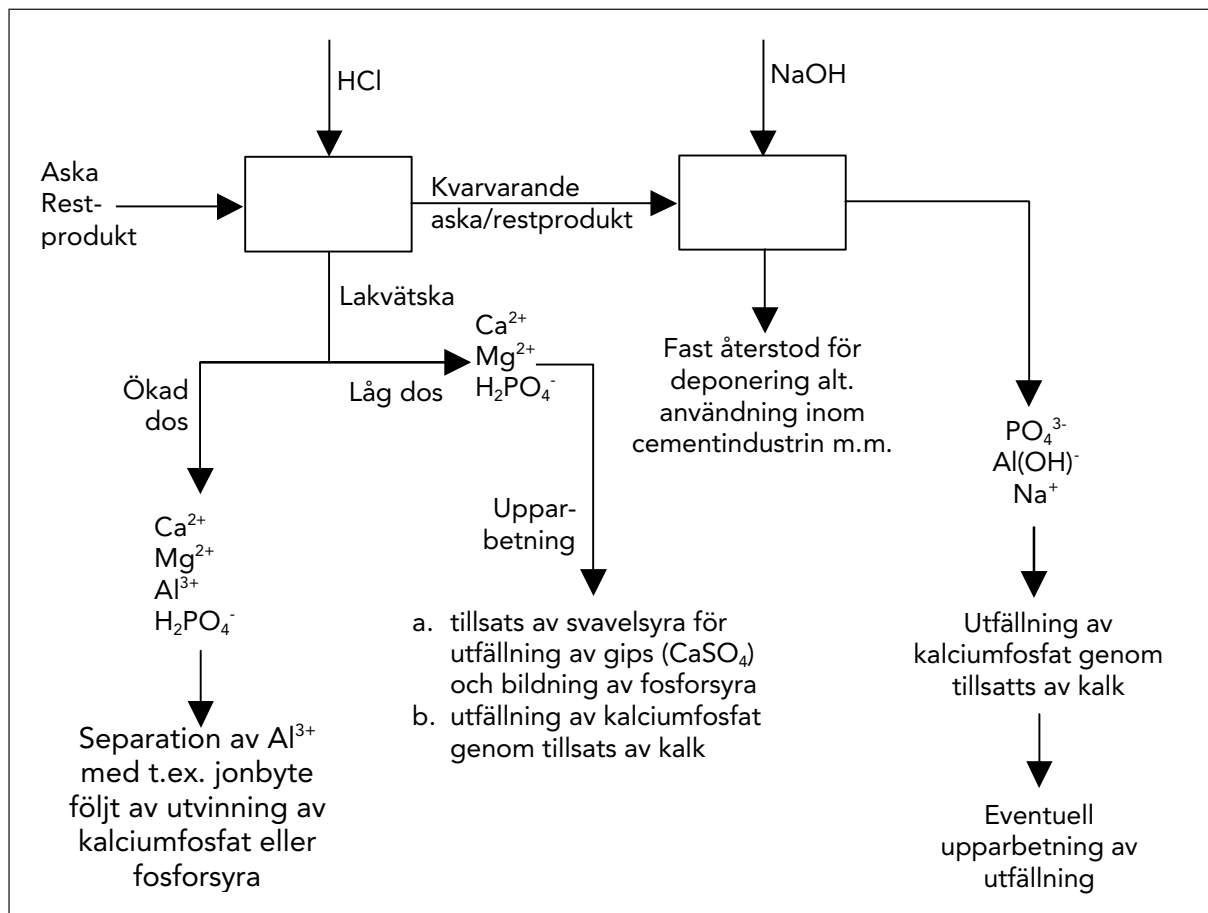 HCl
NaOH
Aska
Rest-
produkt
Kvarvarande
aska/restprodukt
Lakvätska
Ökad
dos
Låg dos
Ca²⁺
Mg²⁺
H₂PO₄⁻
Fast återstod för
deponering alt.
användning inom
cementindustrin m.m.
PO₄³⁻
Al(OH)⁻
Na⁺
Uppar-
betning
Ca²⁺
Mg²⁺
Al³⁺
H₂PO₄⁻
a. tillsats av svavelsyra för
utfällning av gips (CaSO₄)
och bildning av fosforsyra
b. utfällning av kalciumfosfat
genom tillsats av kalk
Utfällning av
kalciumfosfat genom
tillsatts av kalk
Separation av Al³⁺
med t.ex. jonbyte
följt av utvinning av
kalciumfosfat eller
fosforsyra
Eventuell
upparbetning av
utfällning